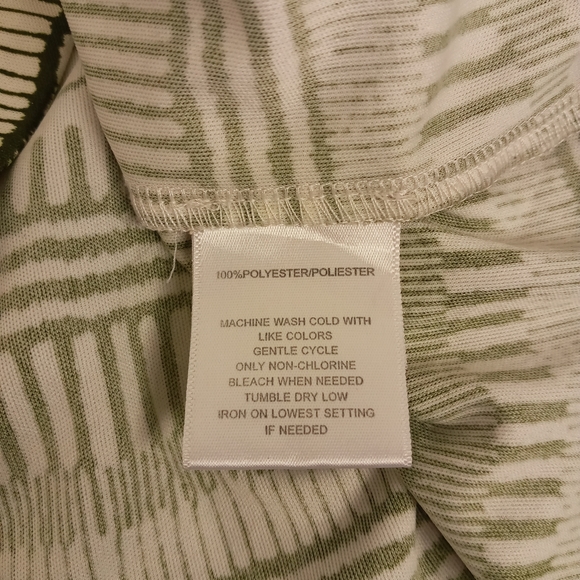 100%POLYESTER/POLIESTER
MACHINE WASH COLD WITH
LIKE COLORS
GENTLE CYCLE
ONLY NON-CHLORINE
BLEACH WHEN NEEDED
TUMBLE DRY LOW
IRON ON LOWEST SETTING
IF NEEDED